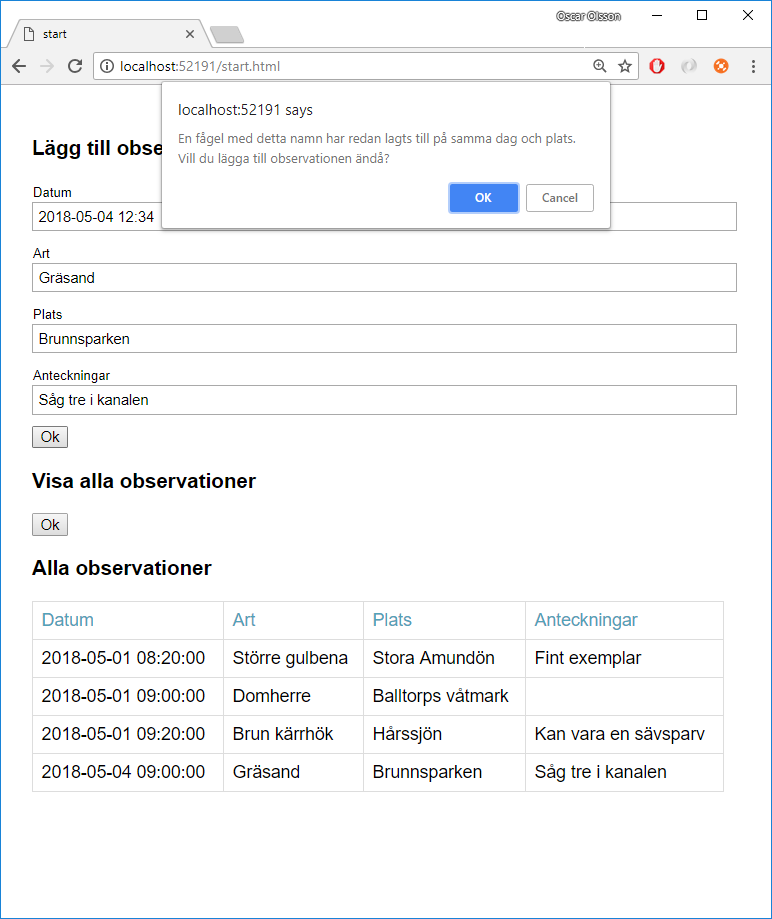 Oscar Olsson
start
localhost:52191/start.html
localhost:52191 says
En fågel med detta namn har redan lagts till på samma dag och plats.
Vill du lägga till observationen ändå?
OK Cancel
Lägg till obse
Datum
2018-05-04 12:34
Art
Gräsand
Plats
Brunnsparken
Anteckningar
Såg tre i kanalen
Ok
Visa alla observationer
Ok
Alla observationer
Datum Art Plats Anteckningar
2018-05-01 08:20:00 Större gulbena Stora Amundön Fint exemplar
2018-05-01 09:00:00 Domherre Balltorps våtmark
2018-05-01 09:20:00 Brun kärrhök Hårssjön Kan vara en sävsparv
2018-05-04 09:00:00 Gräsand Brunnsparken Såg tre i kanalen